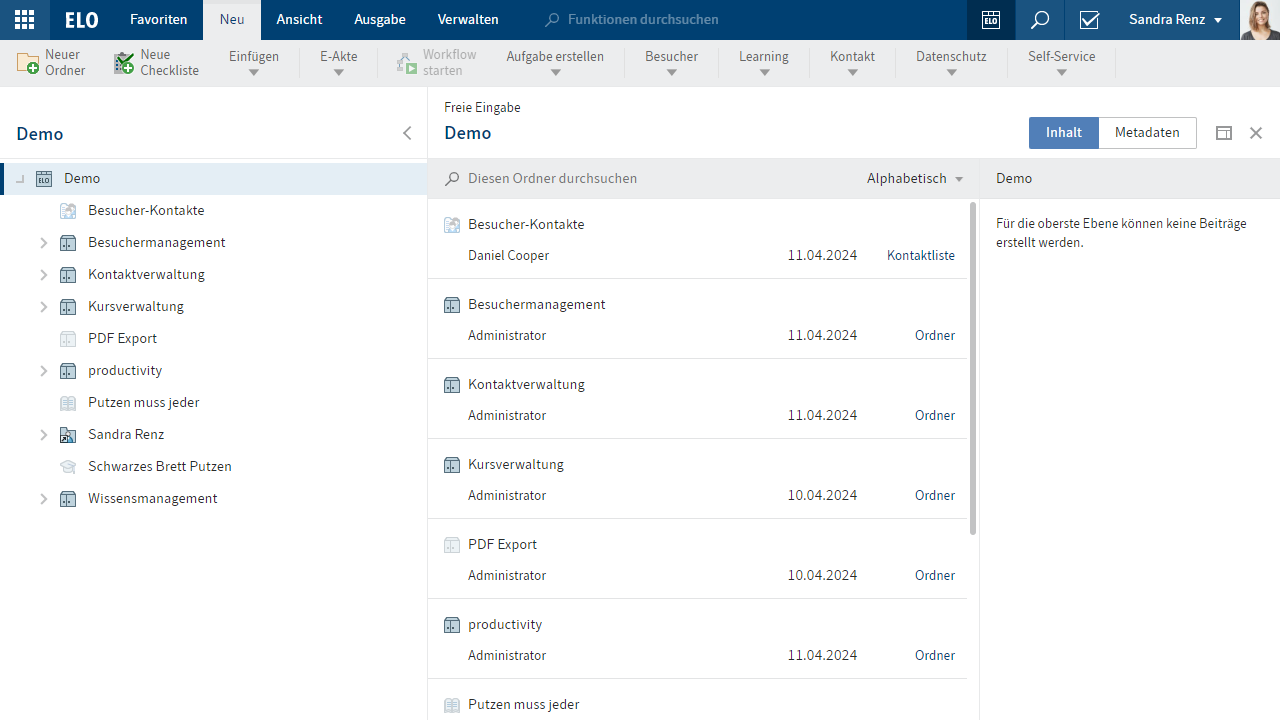 ELO Favoriten Neu Ansicht Ausgabe Verwalten Funktionen durchsuchen ELO Sandra Renz
Neuer Ordner Neue Checkliste Einfügen E-Akte Workflow starten Aufgabe erstellen Besucher Learning Kontakt Datenschutz Self-Service
Demo
ELO Demo
Besucher-Kontakte
Besuchermanagement
Kontaktverwaltung
Kursverwaltung
PDF Export
productivity
Putzen muss jeder
Sandra Renz
Schwarzes Brett Putzen
Wissensmanagement
Freie Eingabe
Demo
Inhalt Metadaten
Diesen Ordner durchsuchen Alphabetisch
Besucher-Kontakte
Daniel Cooper 11.04.2024 Kontaktliste
Besuchermanagement
Administrator 11.04.2024 Ordner
Kontaktverwaltung
Administrator 11.04.2024 Ordner
Kursverwaltung
Administrator 10.04.2024 Ordner
PDF Export
Administrator 10.04.2024 Ordner
productivity
Administrator 11.04.2024 Ordner
Putzen muss jeder
Demo
Für die oberste Ebene können keine Beiträge
erstellt werden.